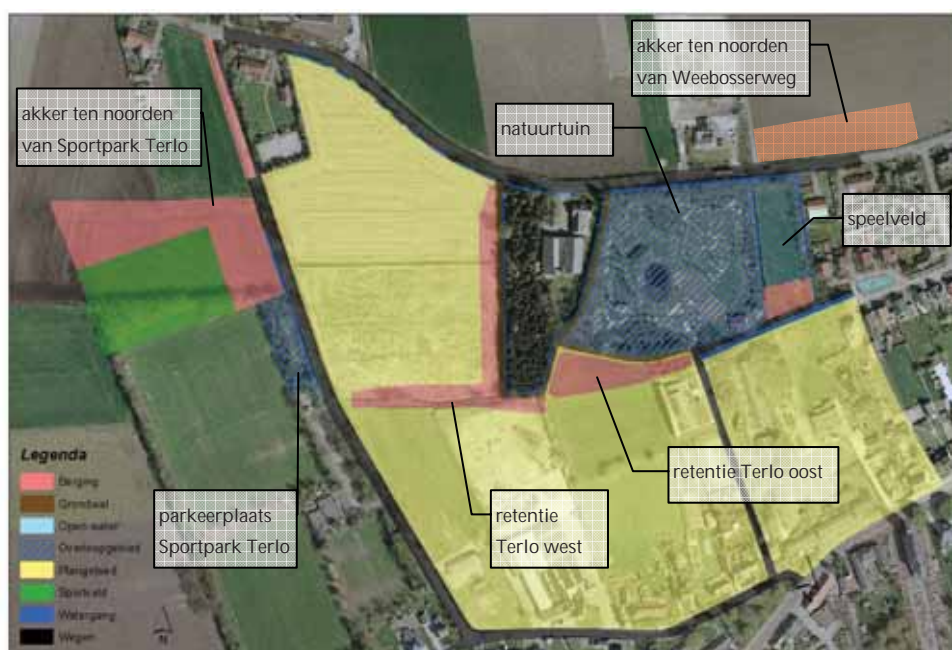 akker ten noorden
van Weebosserweg
akker ten noorden
van Sportpark Terlo
natuurtuin
speelveld
retentie Terlo oost
parkeerplaats
Sportpark Terlo
retentie
Terlo west
Legenda
Berging
Grondwal
Open water
Overloopgebied
Plangebied
Sportveld
Watergang
Wegen
N